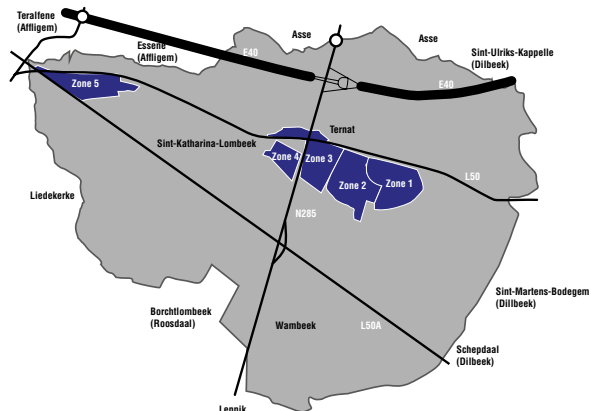 Teralfene
(Affligem)
Essene
(Affligem)
E40
Asse
Asse
Sint-Ulriks-Kappelle
(Dilbeek)
E40
Zone 5
Sint-Katharina-Lombeek
Ternat
Zone 4
Zone 3
Zone 2
Zone 1
L50
Liedekerke
N285
Sint-Martens-Bodegem
(Dillbeek)
Borchtlombeek
(Roosdaal)
Wambeek
L50A
Schepdaal
(Dilbeek)
Lennik